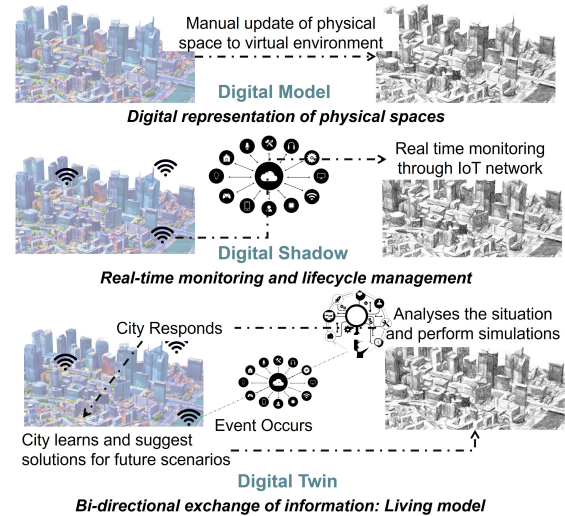 Manual update of physical
space to virtual environment
Digital Model
Digital representation of physical spaces
Real time monitoring
through IoT network
Digital Shadow
Real-time monitoring and lifecycle management
City Responds
Analyses the situation
and perform simulations
Event Occurs
City learns and suggest
solutions for future scenarios
Digital Twin
Bi-directional exchange of information: Living model